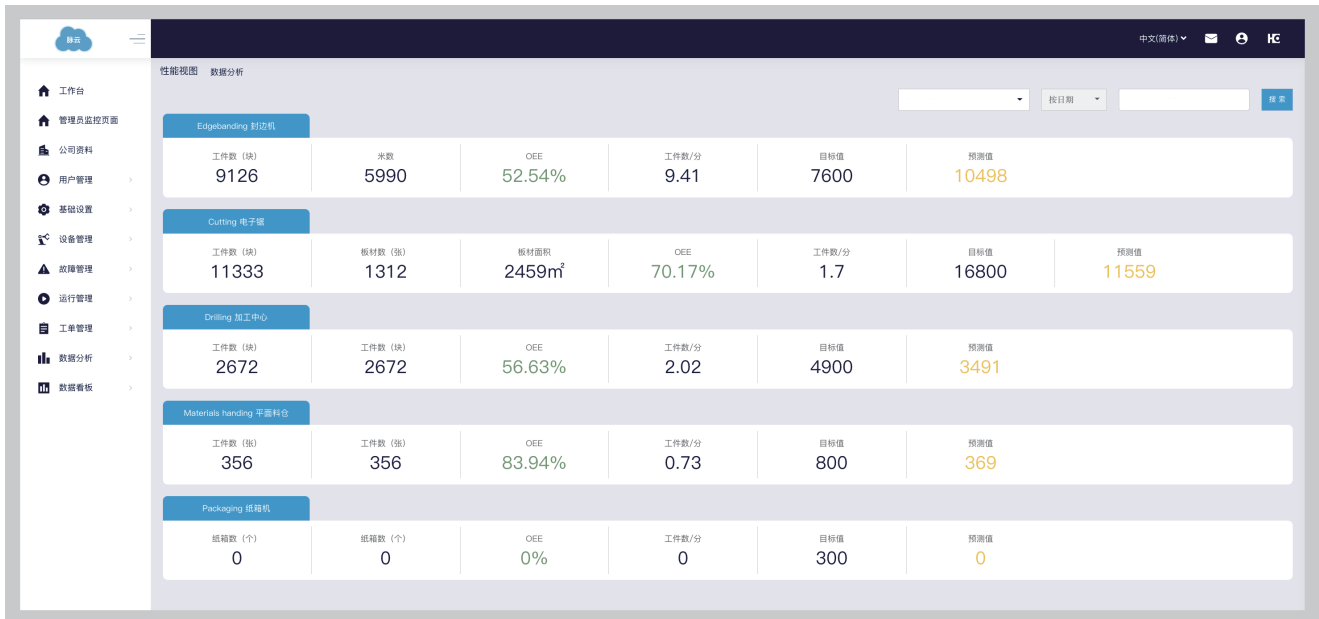 脉云
中文(简体)
HC
性能视图 数据分析
工作台
管理员监控页面
公司资料
用户管理
基础设置
设备管理
故障管理
运行管理
工单管理
数据分析
数据看板
按日期
搜索
Edgebanding 封边机
工件数（块） 米数 OEE 工件数/分 目标值 预测值
9126 5990 52.54% 9.41 7600 10498
Cutting 电子锯
工件数（块） 板材数（张） 板材面积 OEE 工件数/分 目标值 预测值
11333 1312 2459㎡ 70.17% 1.7 16800 11559
Drilling 加工中心
工件数（块） 工件数（块） OEE 工件数/分 目标值 预测值
2672 2672 56.63% 2.02 4900 3491
Materials handing 平面料仓
工件数（张） 工件数（张） OEE 工件数/分 目标值 预测值
356 356 83.94% 0.73 800 369
Packaging 纸箱机
纸箱数（个） 纸箱数（个） OEE 工件数/分 目标值 预测值
0 0 0% 0 300 0